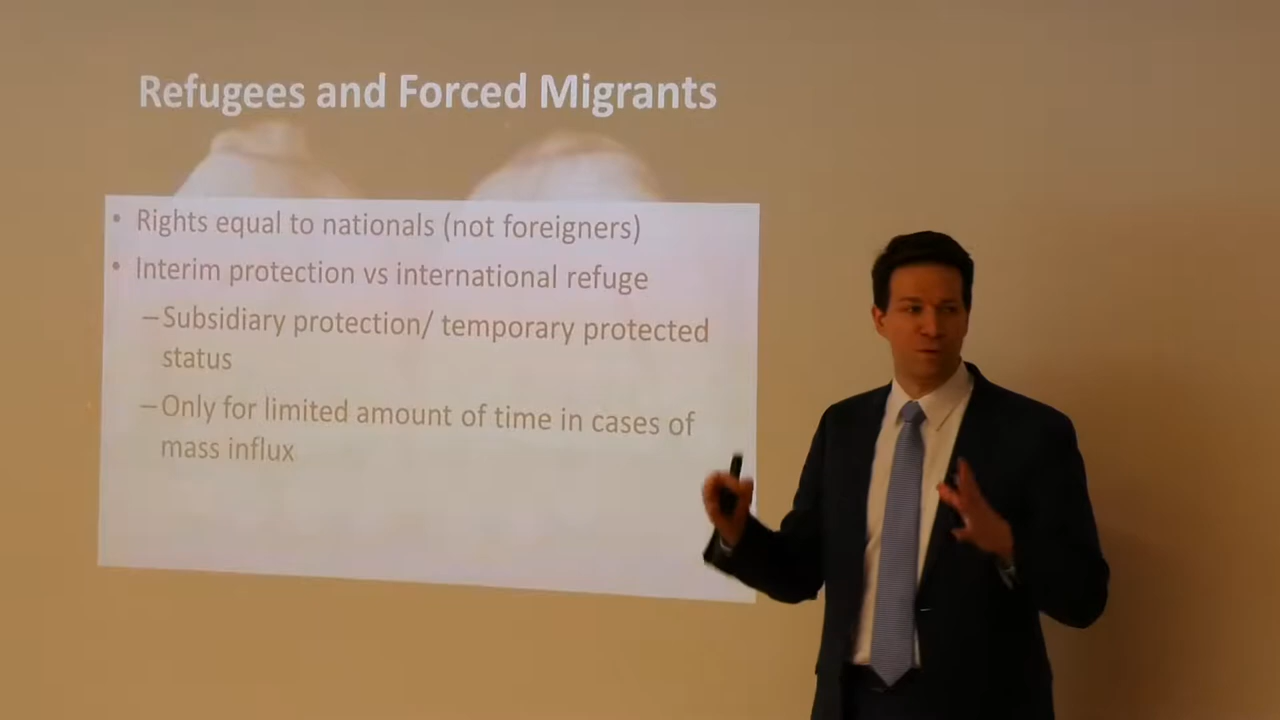 Refugees and Forced Migrants
• Rights equal to nationals (not foreigners)
• Interim protection vs international refuge
–Subsidiary protection/ temporary protected
status
–Only for limited amount of time in cases of
mass influx